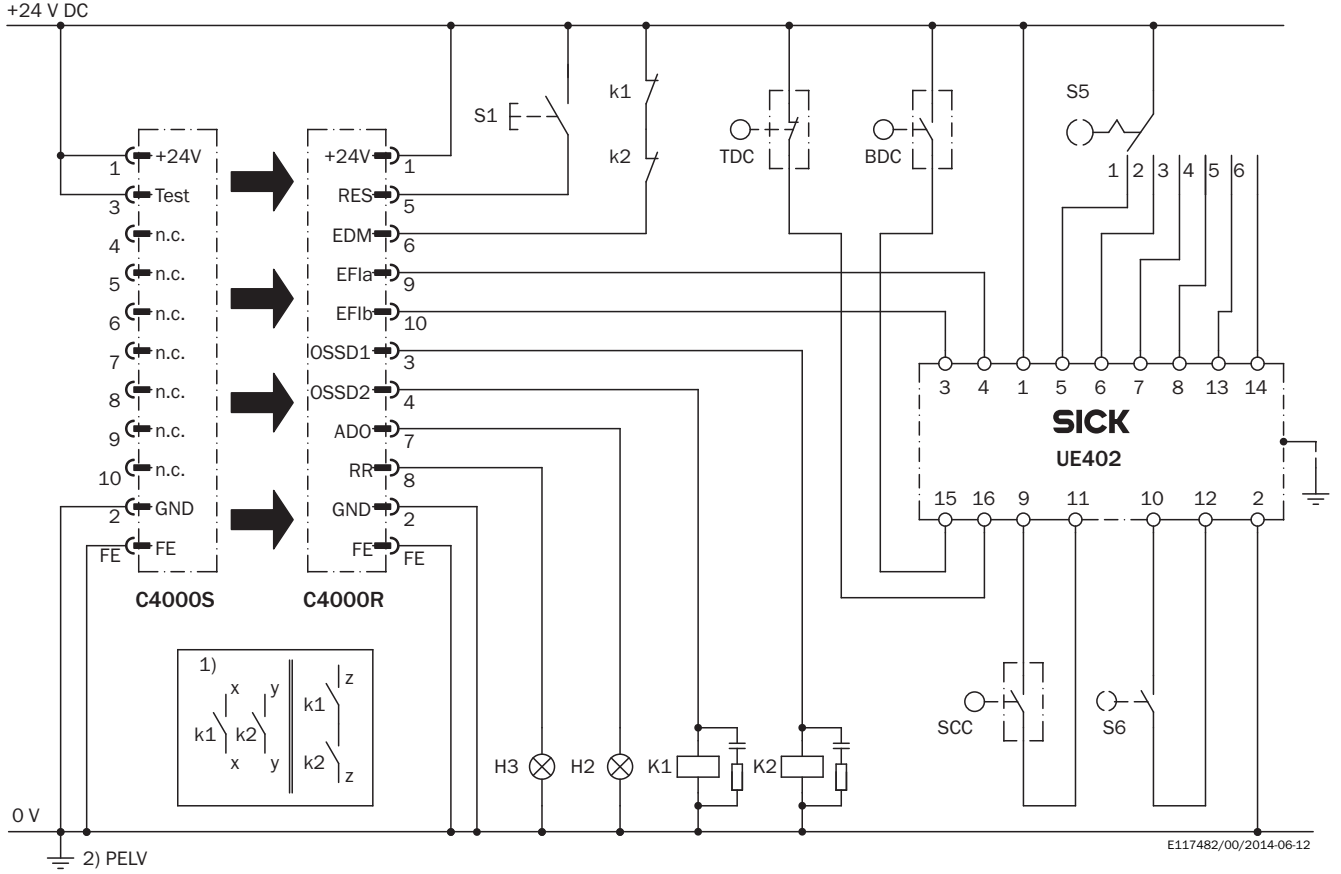 +24 V DC
S1
k1
k2
TDC
BDC
S5
1 2 3 4 5 6
1 +24V
3 Test
4 n.c.
5 n.c.
6 n.c.
7 n.c.
8 n.c.
9 n.c.
10 n.c.
2 GND
FE FE
C4000S
+24V 1
RES 5
EDM 6
EFIa 9
EFIb 10
OSSD1 3
OSSD2 4
ADO 7
RR 8
GND 2
FE FE
C4000R
3 4 1 5 6 7 8 13 14
SICK
UE402
15 16 9 11 10 12 2
SCC
S6
1)
x y z
k1 k2 k1
x y k2 z
H3 H2 K1 K2
0 V
2) PELV
E117482/00/2014-06-12